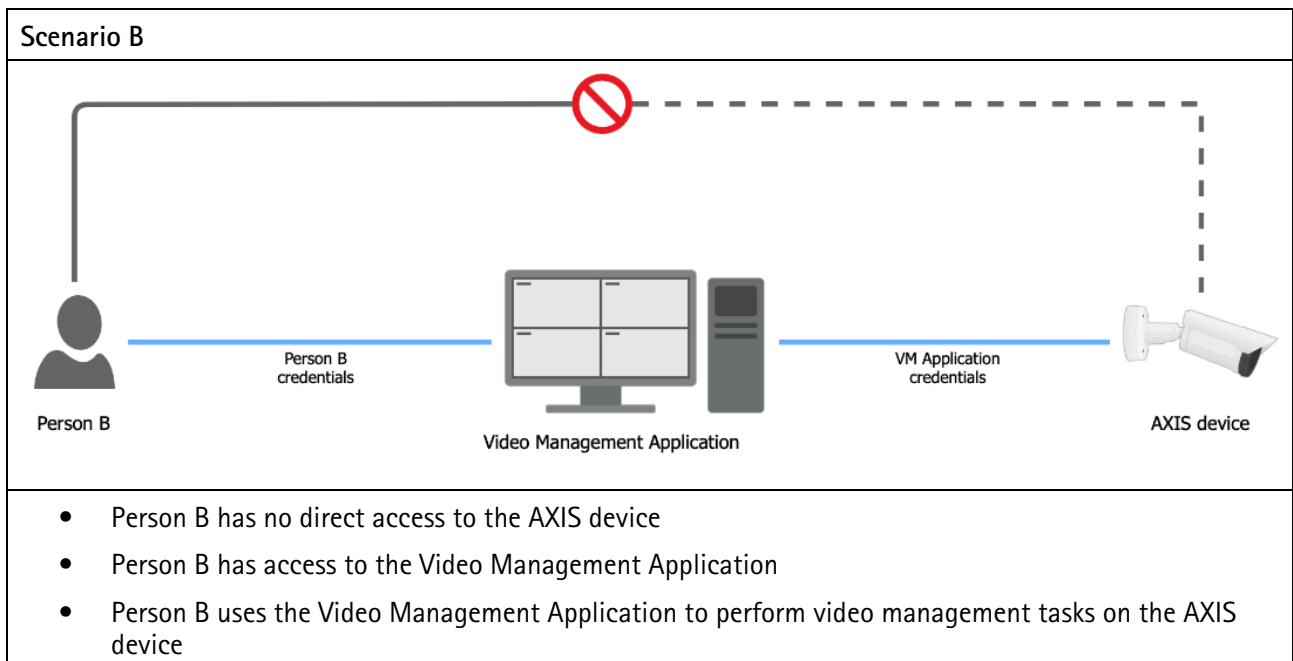 Scenario B
Person B
credentials
VM Application
credentials
Person B
Video Management Application
AXIS device
• Person B has no direct access to the AXIS device
• Person B has access to the Video Management Application
• Person B uses the Video Management Application to perform video management tasks on the AXIS
device